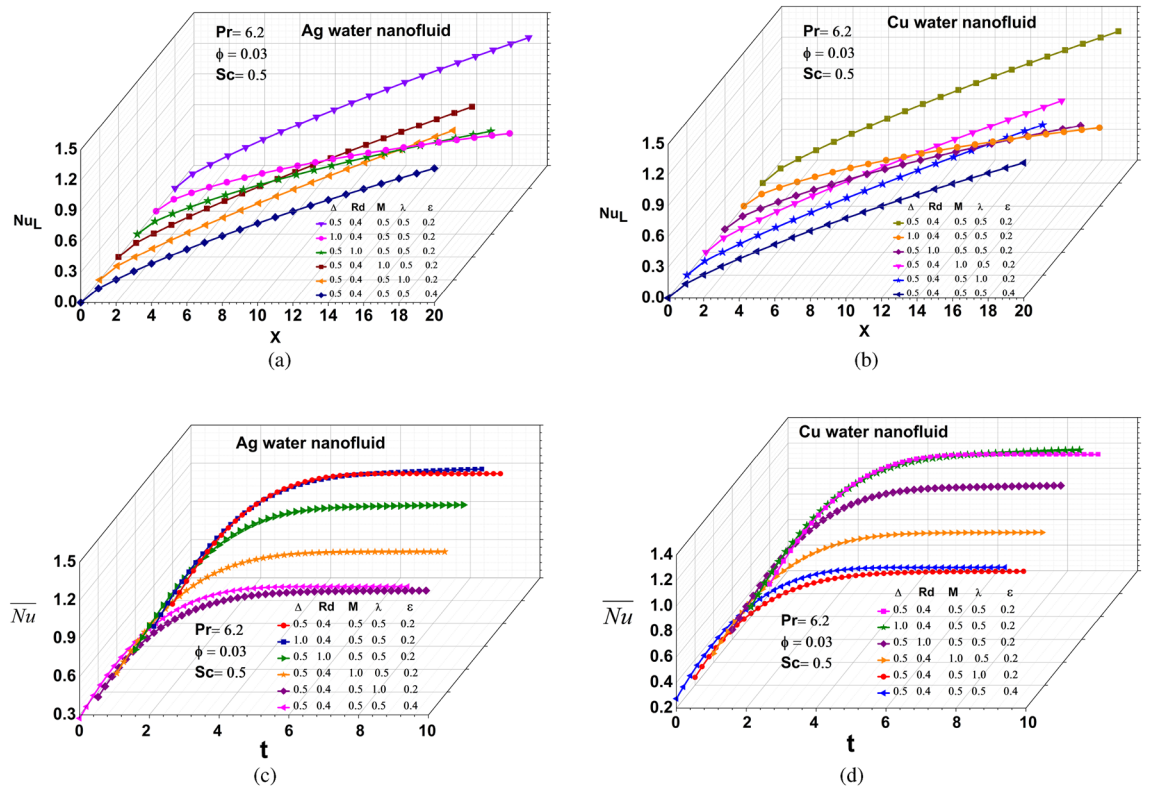 Ag water nanofluid
Pr= 6.2
ϕ = 0.03
Sc= 0.5
1.5
1.2
0.9
0.6
0.3
0.0
NuL
Δ Rd M λ ε
0.5 0.4 0.5 0.5 0.2
1.0 0.4 0.5 0.5 0.2
0.5 1.0 0.5 0.5 0.2
0.5 0.4 1.0 0.5 0.2
0.5 0.4 0.5 1.0 0.2
0.5 0.4 0.5 0.5 0.4
0 2 4 6 8 10 12 14 16 18 20
X
(a)
Cu water nanofluid
Pr= 6.2
ϕ = 0.03
Sc= 0.5
1.5
1.2
0.9
0.6
0.3
0.0
NuL
Δ Rd M λ ε
0.5 0.4 0.5 0.5 0.2
1.0 0.4 0.5 0.5 0.2
0.5 1.0 0.5 0.5 0.2
0.5 0.4 1.0 0.5 0.2
0.5 0.4 0.5 1.0 0.2
0.5 0.4 0.5 0.5 0.4
0 2 4 6 8 10 12 14 16 18 20
X
(b)
Ag water nanofluid
1.5
1.2
0.9
0.6
0.3
Nu
Pr= 6.2
ϕ = 0.03
Sc= 0.5
Δ Rd M λ ε
0.5 0.4 0.5 0.5 0.2
1.0 0.4 0.5 0.5 0.2
0.5 1.0 0.5 0.5 0.2
0.5 0.4 1.0 0.5 0.2
0.5 0.4 0.5 1.0 0.2
0.5 0.4 0.5 0.5 0.4
0 2 4 6 8 10
t
(c)
Cu water nanofluid
1.4
1.2
1.0
0.8
0.6
0.4
0.2
Nu
Pr= 6.2
ϕ = 0.03
Sc= 0.5
Δ Rd M λ ε
0.5 0.4 0.5 0.5 0.2
1.0 0.4 0.5 0.5 0.2
0.5 1.0 0.5 0.5 0.2
0.5 0.4 1.0 0.5 0.2
0.5 0.4 0.5 1.0 0.2
0.5 0.4 0.5 0.5 0.4
0 2 4 6 8 10
t
(d)